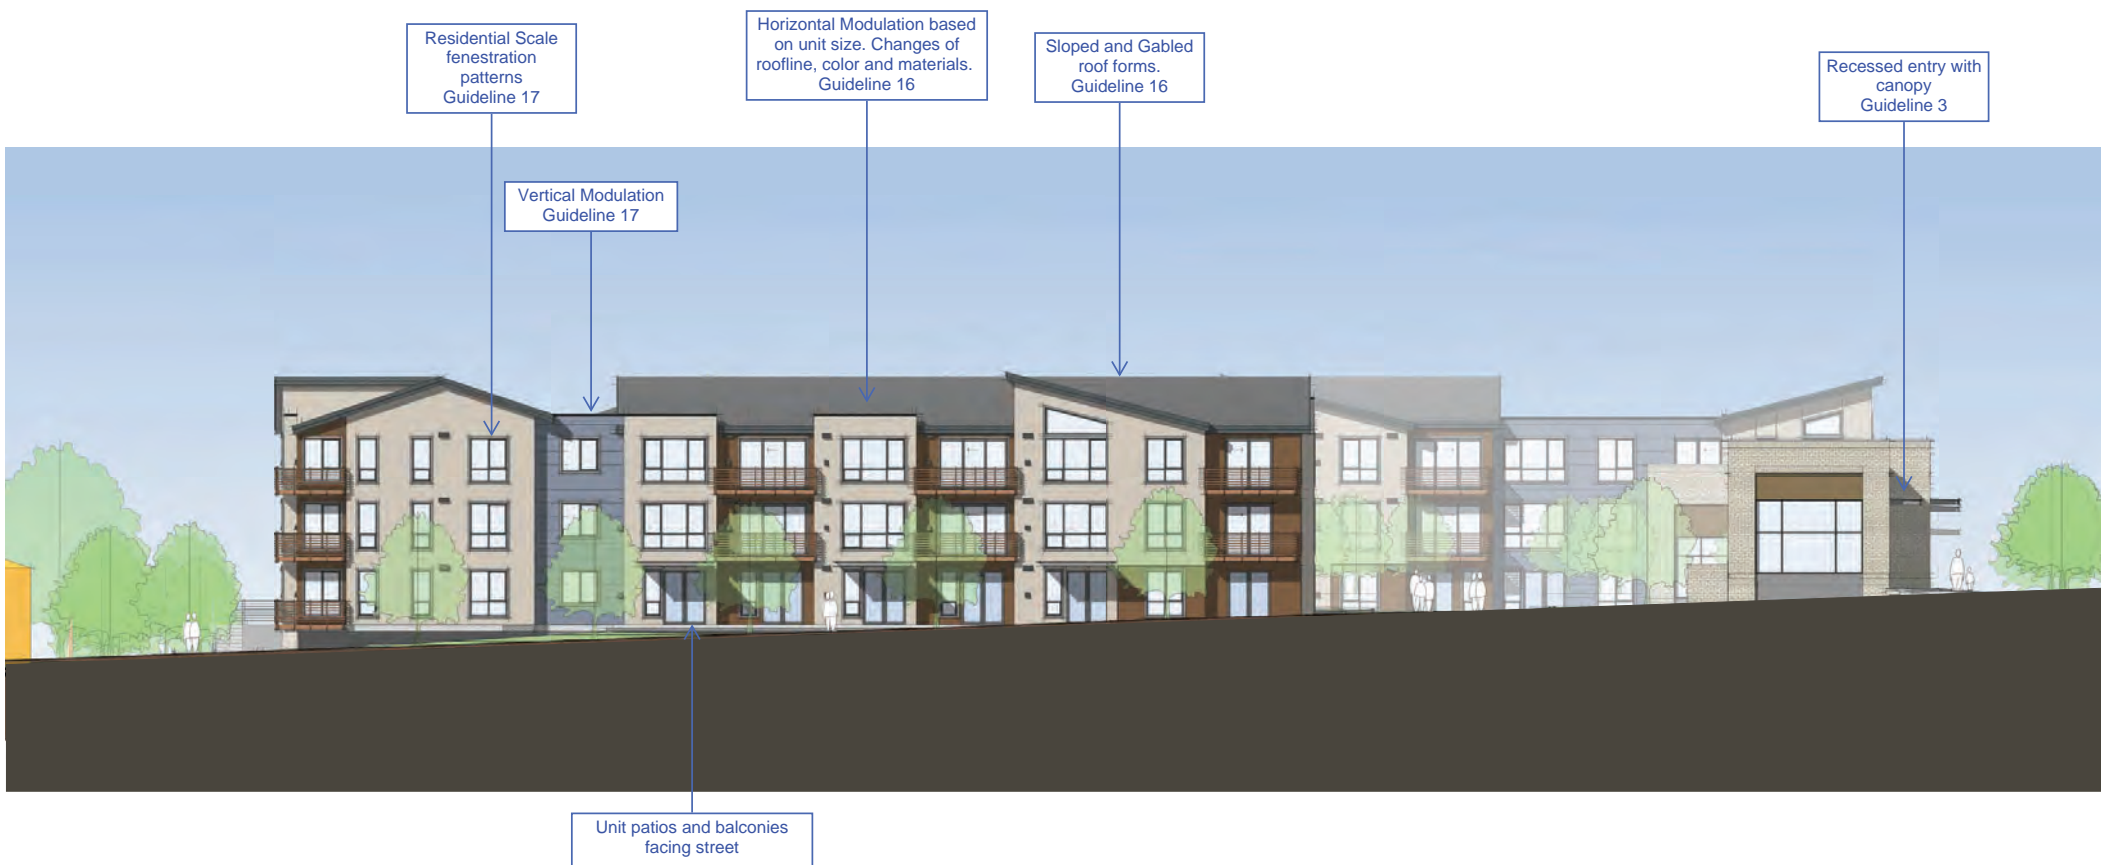 Residential Scale
fenestration
patterns
Guideline 17
Horizontal Modulation based
on unit size. Changes of
roofline, color and materials.
Guideline 16
Sloped and Gabled
roof forms.
Guideline 16
Recessed entry with
canopy
Guideline 3
Vertical Modulation
Guideline 17
Unit patios and balconies
facing street